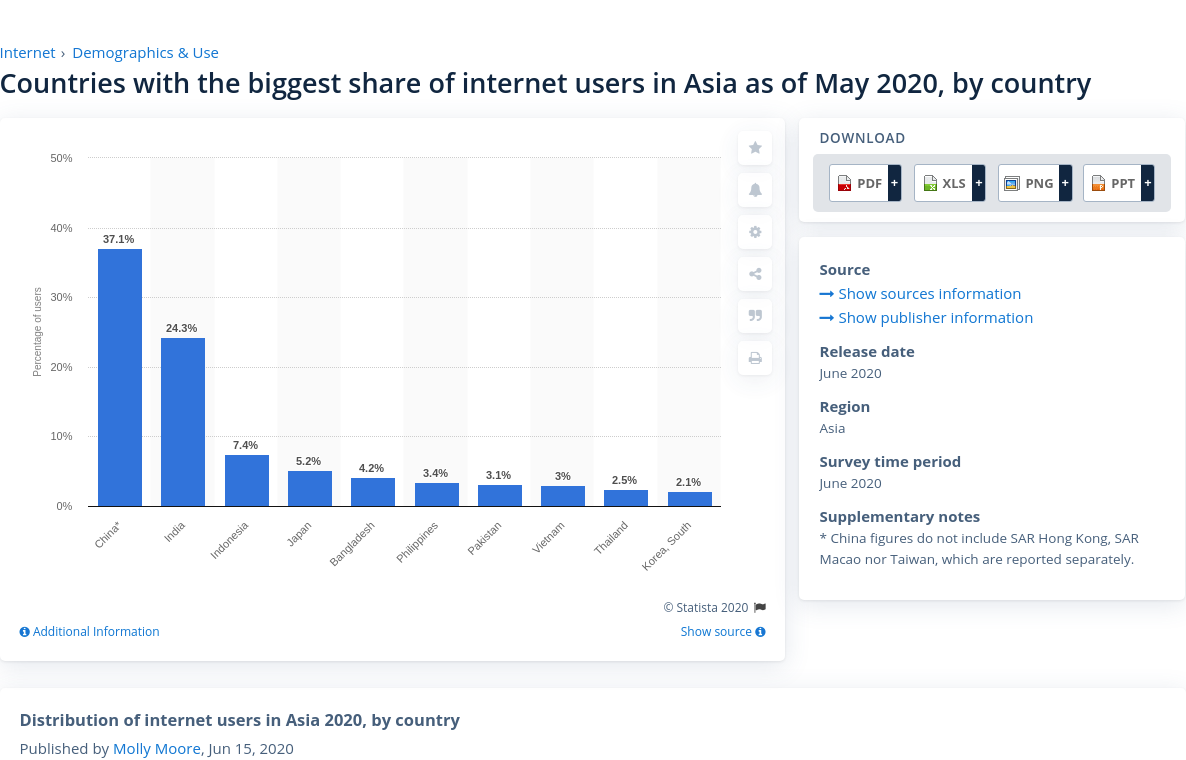 Internet › Demographics & Use
Countries with the biggest share of internet users in Asia as of May 2020, by country
50%
40%
30%
20%
10%
0%
Percentage of users
37.1%
24.3%
7.4%
5.2%
4.2%
3.4%
3.1%
3%
2.5%
2.1%
China*
India
Indonesia
Japan
Bangladesh
Philippines
Pakistan
Vietnam
Thailand
Korea, South
© Statista 2020
Additional Information
Show source
DOWNLOAD
PDF +
XLS +
PNG +
PPT +
Source
Show sources information
Show publisher information
Release date
June 2020
Region
Asia
Survey time period
June 2020
Supplementary notes
* China figures do not include SAR Hong Kong, SAR
Macao nor Taiwan, which are reported separately.
Distribution of internet users in Asia 2020, by country
Published by Molly Moore, Jun 15, 2020